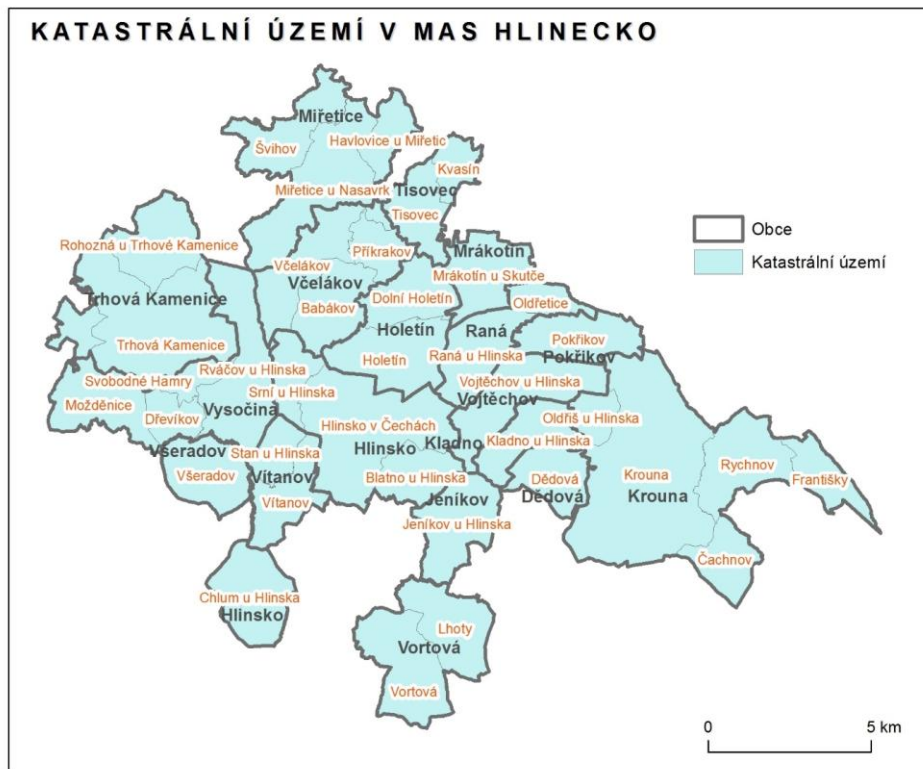 KATASTRÁLNÍ ÚZEMÍ V MAS HLINECKO
Miřetice
Švihov
Havlovice u Miřetic
Kvasín
Miřetice u Nasavrk
Tisovec
Tisovec
Obce
Katastrální území
Rohozná u Trhové Kamenice
Příkrakov
Mrákotín
Včelákov
Včelákov
Mrákotín u Skutče
Trhová Kamenice
Babákov
Dolní Holetín
Oldřetice
Holetín
Raná
Trhová Kamenice
Holetín
Raná u Hlinska
Pokřikov
Pokřikov
Rváčov u Hlinska
Svobodné Hamry
Srní u Hlinska
Vojtěchov u Hlinska
Vojtěchov
Možděnice
Dřevíkov
Vysočina
Hlinsko v Čechách
Oldřiš u Hlinska
Všeradov
Stan u Hlinska
Hlinsko
Kladno
Kladno u Hlinska
Všeradov
Vítanov
Blatno u Hlinska
Dědová
Krouna
Rychnov
Františky
Vítanov
Jeníkov
Dědová
Krouna
Jeníkov u Hlinska
Čachnov
Chlum u Hlinska
Hlinsko
Lhoty
Vortová
Vortová
0 5 km